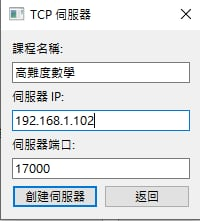 TCP 伺服器
課程名稱:
高難度數學
伺服器 IP:
192.168.1.102
伺服器端口:
17000
創建伺服器 返回